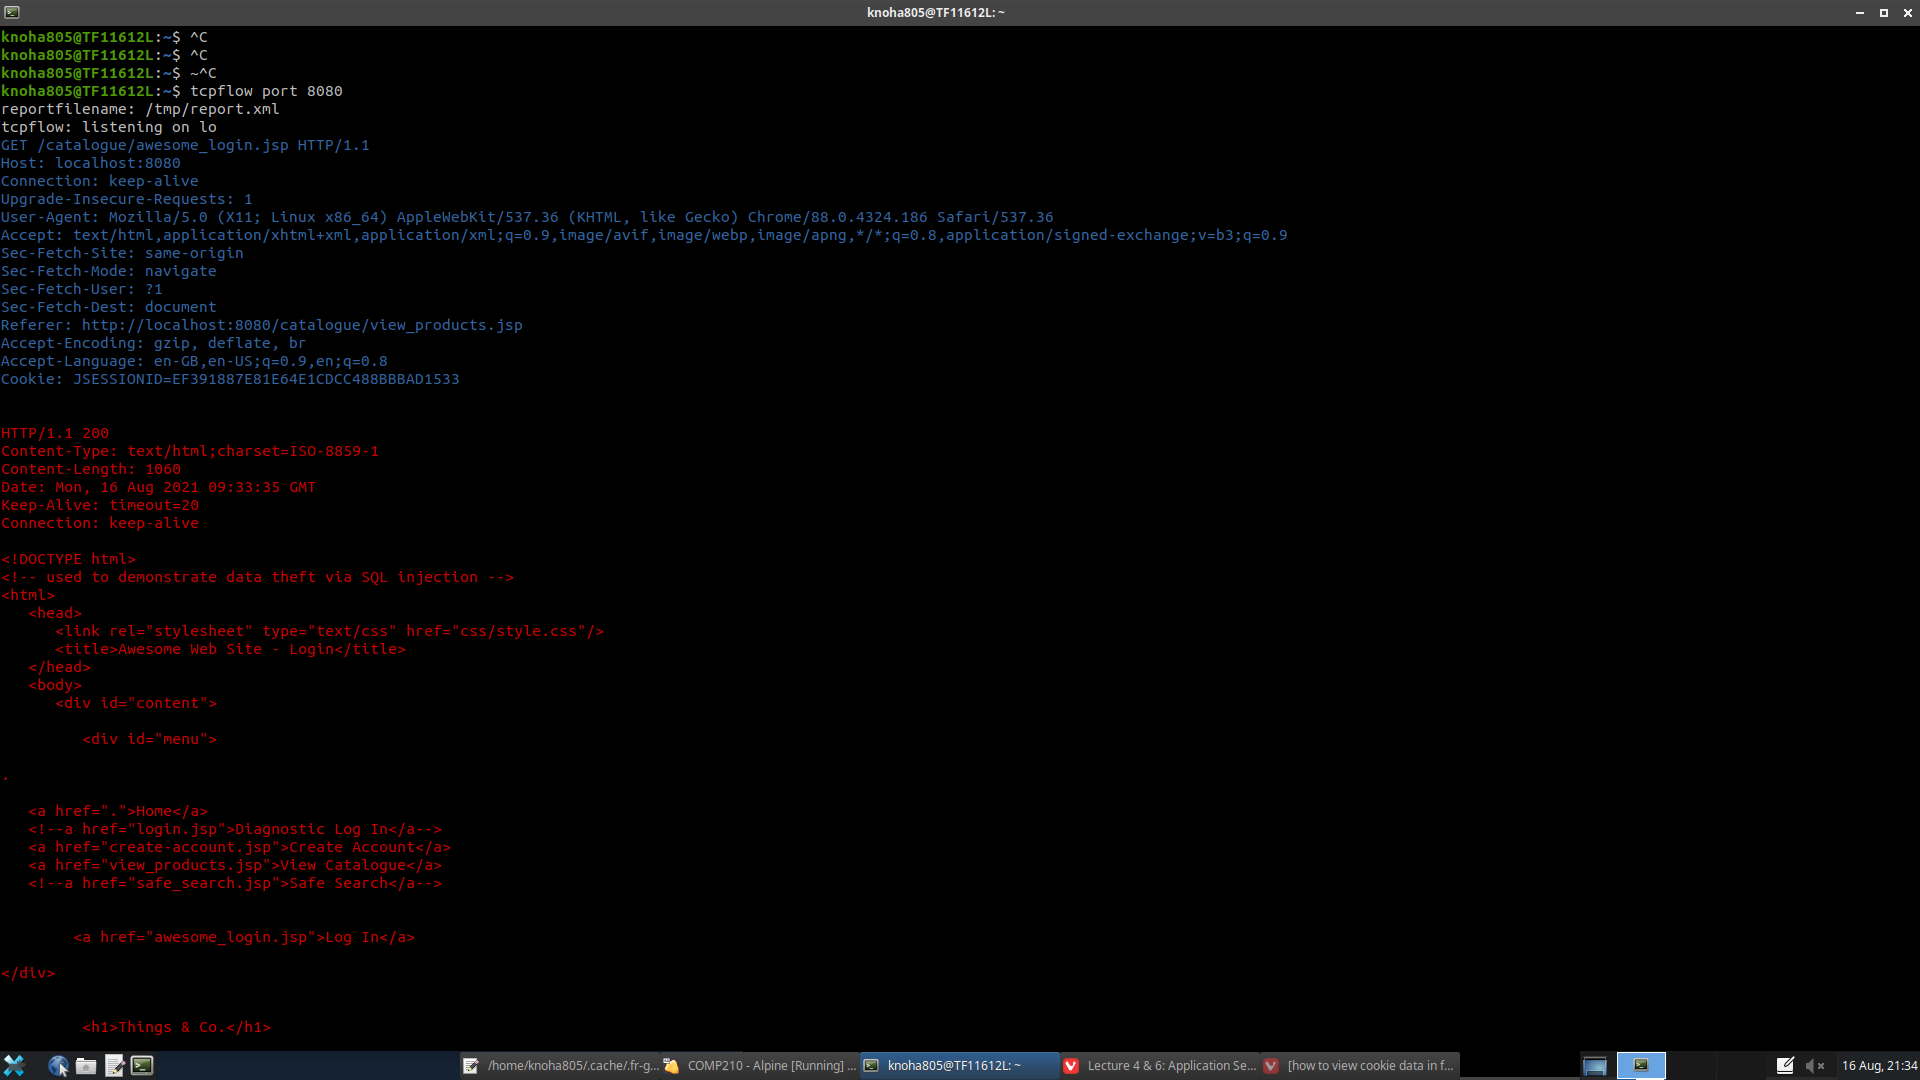 knoha805@TF11612L: ~
knoha805@TF11612L:~$ ^C
knoha805@TF11612L:~$ ^C
knoha805@TF11612L:~$ ~^C
knoha805@TF11612L:~$ tcpflow port 8080
reportfilename: /tmp/report.xml
tcpflow: listening on lo
GET /catalogue/awesome_login.jsp HTTP/1.1
Host: localhost:8080
Connection: keep-alive
Upgrade-Insecure-Requests: 1
User-Agent: Mozilla/5.0 (X11; Linux x86_64) AppleWebKit/537.36 (KHTML, like Gecko) Chrome/88.0.4324.186 Safari/537.36
Accept: text/html,application/xhtml+xml,application/xml;q=0.9,image/avif,image/webp,image/apng,*/*;q=0.8,application/signed-exchange;v=b3;q=0.9
Sec-Fetch-Site: same-origin
Sec-Fetch-Mode: navigate
Sec-Fetch-User: ?1
Sec-Fetch-Dest: document
Referer: http://localhost:8080/catalogue/view_products.jsp
Accept-Encoding: gzip, deflate, br
Accept-Language: en-GB,en-US;q=0.9,en;q=0.8
Cookie: JSESSIONID=EF391887E81E64E1CDCC488BBBAD1533
HTTP/1.1 200
Content-Type: text/html;charset=ISO-8859-1
Content-Length: 1060
Date: Mon, 16 Aug 2021 09:33:35 GMT
Keep-Alive: timeout=20
Connection: keep-alive
<!DOCTYPE html>
<!-- used to demonstrate data theft via SQL injection -->
<html>
<head>
<link rel="stylesheet" type="text/css" href="css/style.css"/>
<title>Awesome Web Site - Login</title>
</head>
<body>
<div id="content">
<div id="menu">
.
<a href=".">Home</a>
<!--a href="login.jsp">Diagnostic Log In</a-->
<a href="create-account.jsp">Create Account</a>
<a href="view_products.jsp">View Catalogue</a>
<!--a href="safe_search.jsp">Safe Search</a-->
<a href="awesome_login.jsp">Log In</a>
</div>
<h1>Things & Co.</h1>
/home/knoha805/.cache/.fr-g... COMP210 - Alpine [Running] ... knoha805@TF11612L: ~ Lecture 4 & 6: Application Se... [how to view cookie data in f... 16 Aug, 21:34